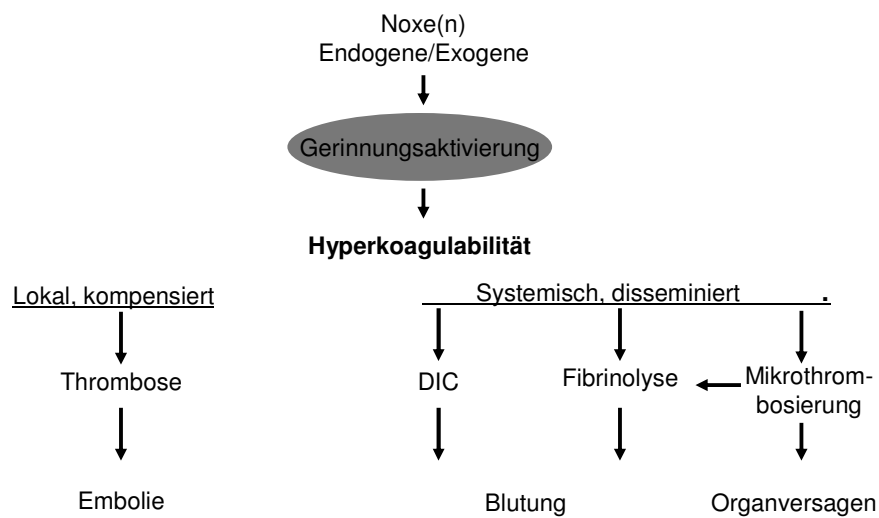 Noxe(n)
Endogene/Exogene
Gerinnungsaktivierung
Hyperkoagulabilität
Lokal, kompensiert
Systemisch, disseminiert .
Thrombose
DIC
Fibrinolyse
Mikrothrom-
bosierung
Embolie
Blutung
Organversagen